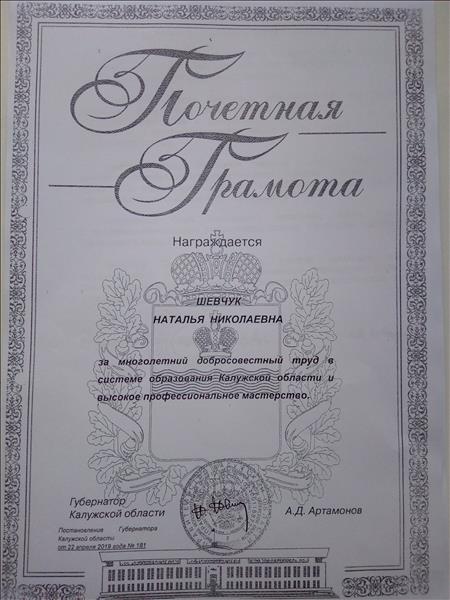 Почетная
Грамота
Награждается
ШЕВЧУК
НАТАЛЬЯ НИКОЛАЕВНА
за многолетний добросовестный труд в
системе образования Калужской области и
высокое профессиональное мастерство.
Губернатор
Калужской области
А.Д. Артамонов
Постановление Губернатора
Калужской области
от 22 апреля 2019 года № 181